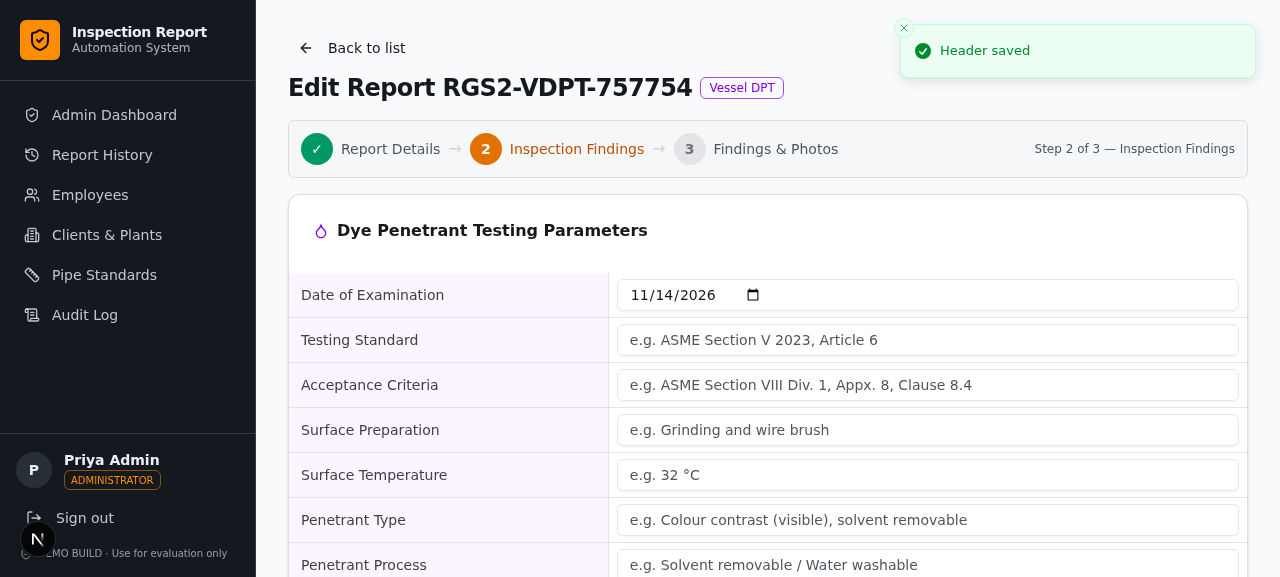 Inspection Report
Automation System
Admin Dashboard
Report History
Employees
Clients & Plants
Pipe Standards
Audit Log
P
Priya Admin
ADMINISTRATOR
Sign out
N
EMO BUILD · Use for evaluation only
← Back to list
Header saved
Edit Report RGS2-VDPT-757754
Vessel DPT
✓ Report Details → 2 Inspection Findings → 3 Findings & Photos
Step 2 of 3 — Inspection Findings
Dye Penetrant Testing Parameters
Date of Examination 11/14/2026
Testing Standard e.g. ASME Section V 2023, Article 6
Acceptance Criteria e.g. ASME Section VIII Div. 1, Appx. 8, Clause 8.4
Surface Preparation e.g. Grinding and wire brush
Surface Temperature e.g. 32 °C
Penetrant Type e.g. Colour contrast (visible), solvent removable
Penetrant Process e.g. Solvent removable / Water washable